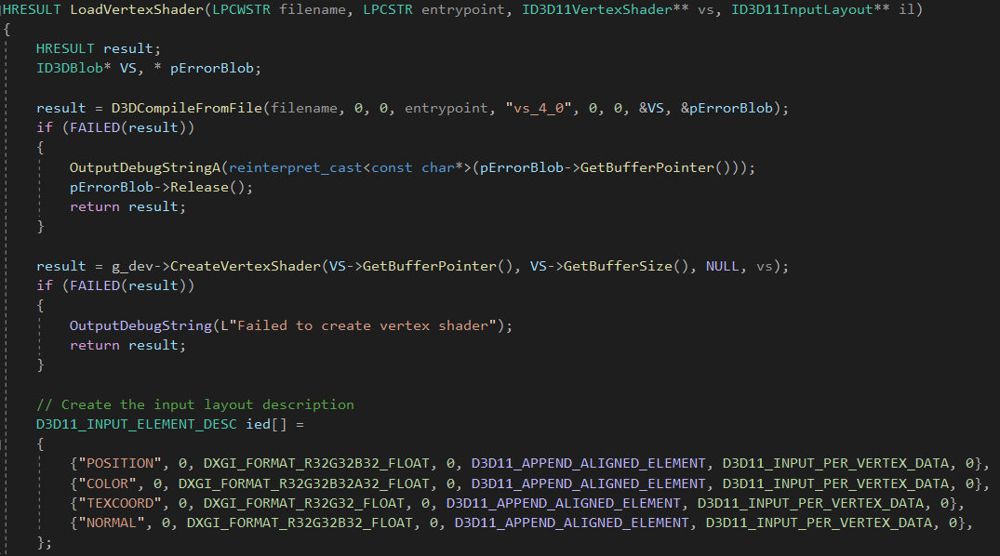 HRESULT LoadVertexShader(LPCWSTR filename, LPCSTR entrypoint, ID3D11VertexShader** vs, ID3D11InputLayout** il)
{
    HRESULT result;
    ID3DBlob* VS, * pErrorBlob;

    result = D3DCompileFromFile(filename, 0, 0, entrypoint, "vs_4_0", 0, 0, &VS, &pErrorBlob);
    if (FAILED(result))
    {
        OutputDebugStringA(reinterpret_cast<const char*>(pErrorBlob->GetBufferPointer()));
        pErrorBlob->Release();
        return result;
    }

    result = g_dev->CreateVertexShader(VS->GetBufferPointer(), VS->GetBufferSize(), NULL, vs);
    if (FAILED(result))
    {
        OutputDebugString(L"Failed to create vertex shader");
        return result;
    }

    // Create the input layout description
    D3D11_INPUT_ELEMENT_DESC ied[] =
    {
        {"POSITION", 0, DXGI_FORMAT_R32G32B32_FLOAT, 0, D3D11_APPEND_ALIGNED_ELEMENT, D3D11_INPUT_PER_VERTEX_DATA, 0},
        {"COLOR", 0, DXGI_FORMAT_R32G32B32A32_FLOAT, 0, D3D11_APPEND_ALIGNED_ELEMENT, D3D11_INPUT_PER_VERTEX_DATA, 0},
        {"TEXCOORD", 0, DXGI_FORMAT_R32G32_FLOAT, 0, D3D11_APPEND_ALIGNED_ELEMENT, D3D11_INPUT_PER_VERTEX_DATA, 0},
        {"NORMAL", 0, DXGI_FORMAT_R32G32B32_FLOAT, 0, D3D11_APPEND_ALIGNED_ELEMENT, D3D11_INPUT_PER_VERTEX_DATA, 0},
    };